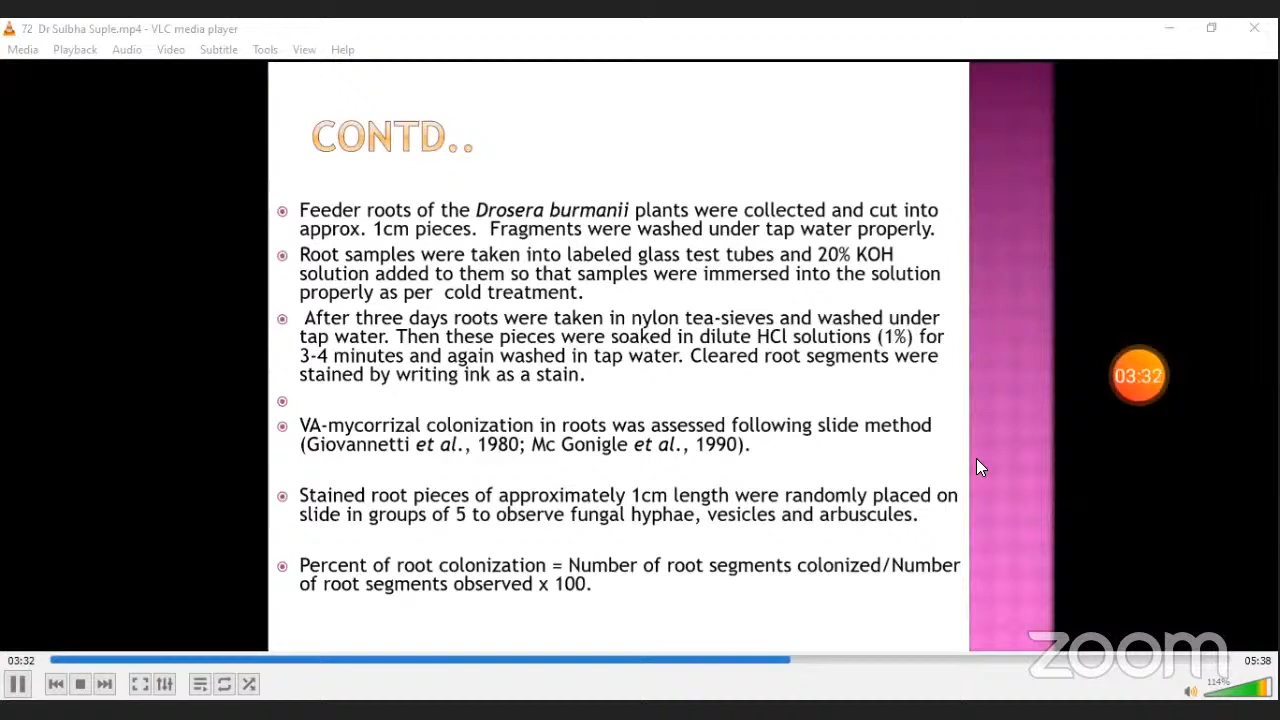 72 Dr Sulbha Suple.mp4 - VLC media player
Media Playback Audio Video Subtitle Tools View Help
CONTD..
Feeder roots of the Drosera burmanii plants were collected and cut into
approx. 1cm pieces. Fragments were washed under tap water properly.
Root samples were taken into labeled glass test tubes and 20% KOH
solution added to them so that samples were immersed into the solution
properly as per cold treatment.
After three days roots were taken in nylon tea-sieves and washed under
tap water. Then these pieces were soaked in dilute HCl solutions (1%) for
3-4 minutes and again washed in tap water. Cleared root segments were
stained by writing ink as a stain.
VA-mycorrizal colonization in roots was assessed following slide method
(Giovannetti et al., 1980; Mc Gonigle et al., 1990).
Stained root pieces of approximately 1cm length were randomly placed on
slide in groups of 5 to observe fungal hyphae, vesicles and arbuscules.
Percent of root colonization = Number of root segments colonized/Number
of root segments observed x 100.
03:32
zoom
03:32
05:38
114%